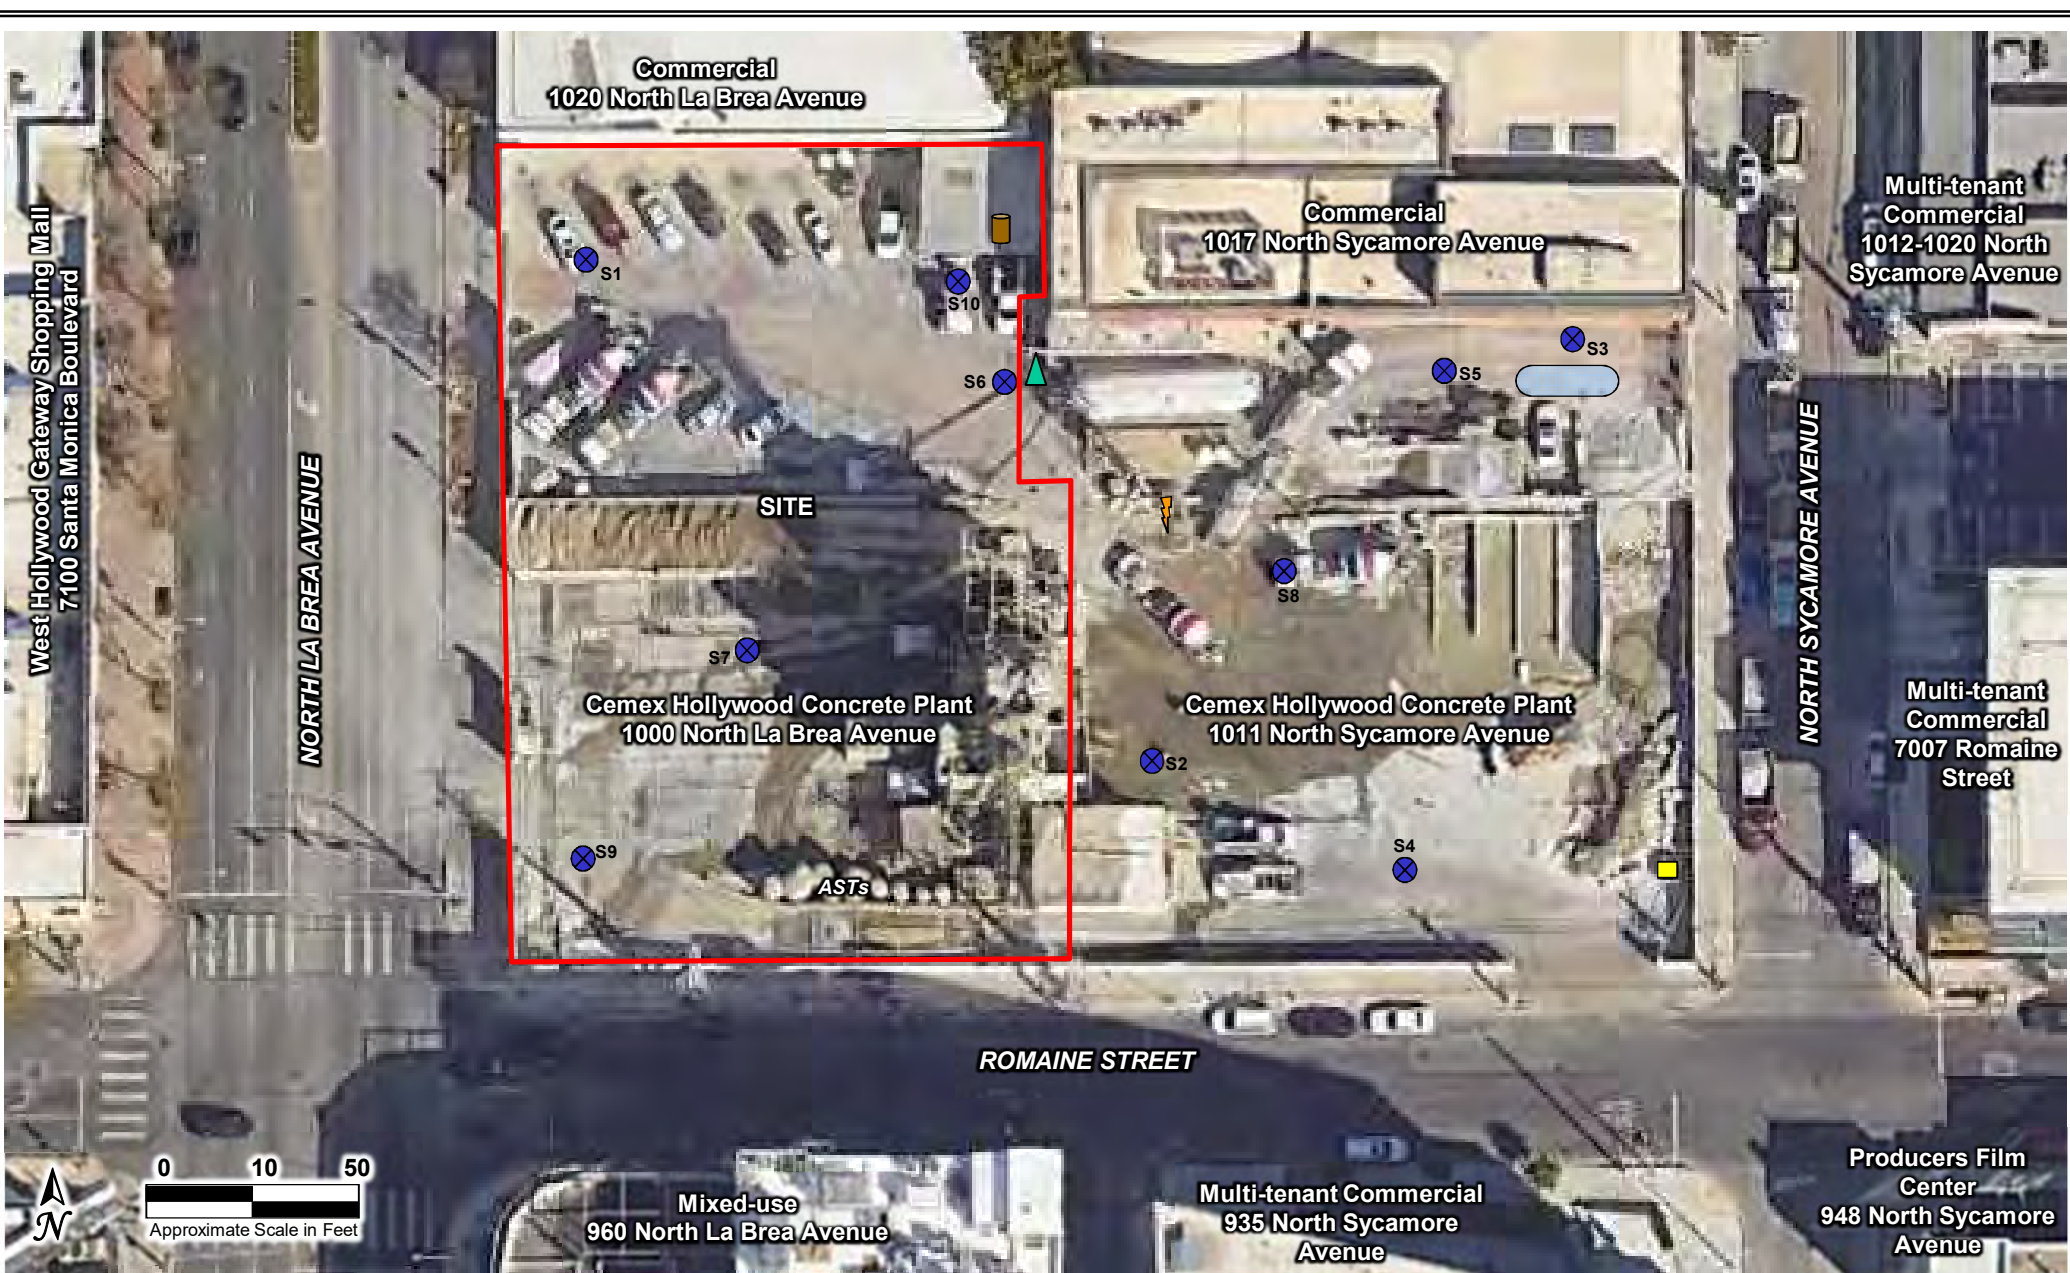 Commercial
1020 North La Brea Avenue
West Hollywood Gateway Shopping Mall
7100 Santa Monica Boulevard
NORTH LA BREA AVENUE
S1
S10
S6
Commercial
1017 North Sycamore Avenue
S3
S5
Multi-tenant
Commercial
1012-1020 North
Sycamore Avenue
NORTH SYCAMORE AVENUE
SITE
S8
S7
Cemex Hollywood Concrete Plant
1000 North La Brea Avenue
Cemex Hollywood Concrete Plant
1011 North Sycamore Avenue
Multi-tenant
Commercial
7007 Romaine
Street
S2
S9
ASTs
S4
ROMAINE STREET
N
0 10 50
Approximate Scale in Feet
Mixed-use
960 North La Brea Avenue
Multi-tenant Commercial
935 North Sycamore
Avenue
Producers Film
Center
948 North Sycamore
Avenue